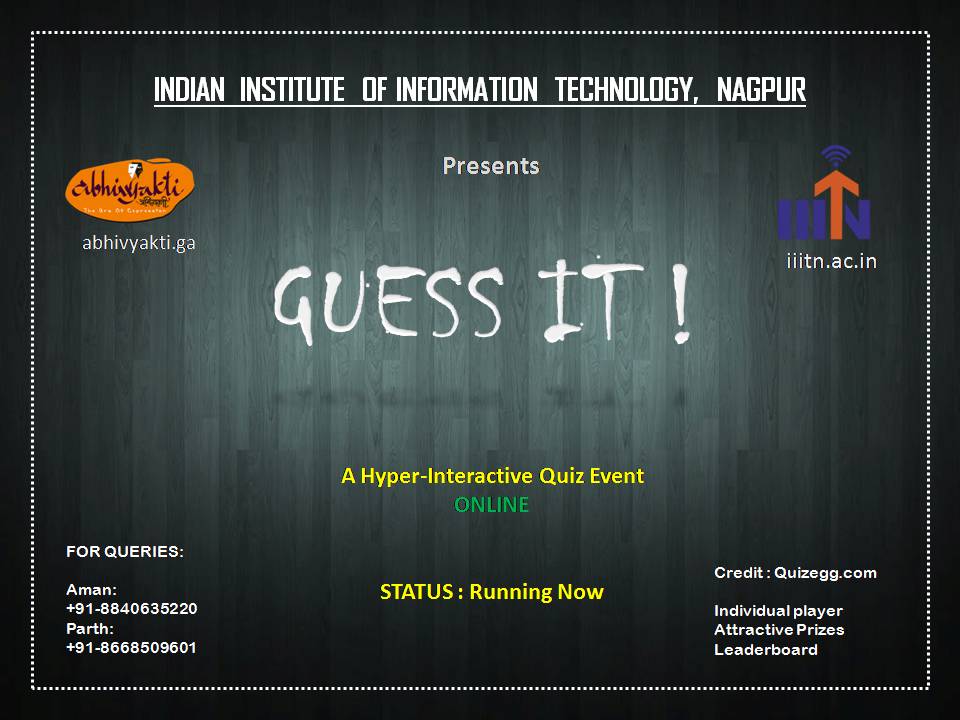 INDIAN INSTITUTE OF INFORMATION TECHNOLOGY, NAGPUR
Presents
abhivyakti
The Era Of Expression
abhivyakti.ga
IIITN
iiitn.ac.in
GUESS IT !
A Hyper-Interactive Quiz Event
ONLINE
STATUS : Running Now
FOR QUERIES:
Aman:
+91-8840635220
Parth:
+91-8668509601
Credit : Quizegg.com
Individual player
Attractive Prizes
Leaderboard